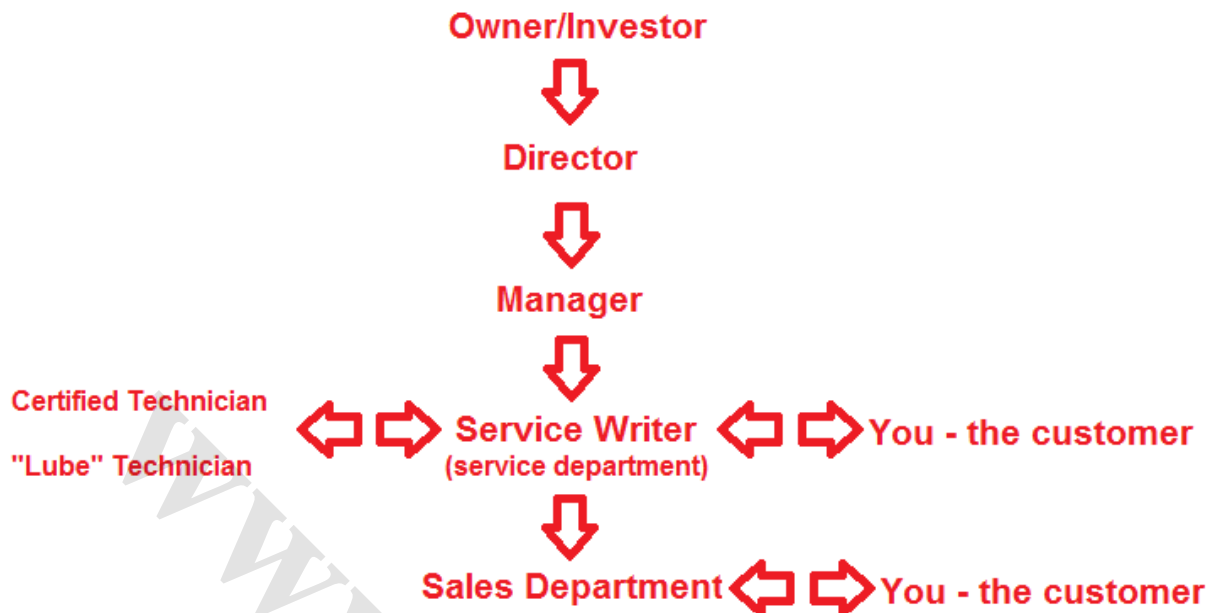 Owner/Investor
Director
Manager
Certified Technician
"Lube" Technician
Service Writer
(service department)
You - the customer
Sales Department
You - the customer
WWW